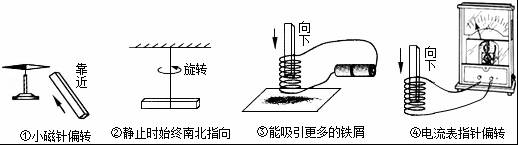 靠近
旋转
向下
向下
①小磁针偏转
②静止时始终南北指向
③能吸引更多的铁屑
④电流表指针偏转